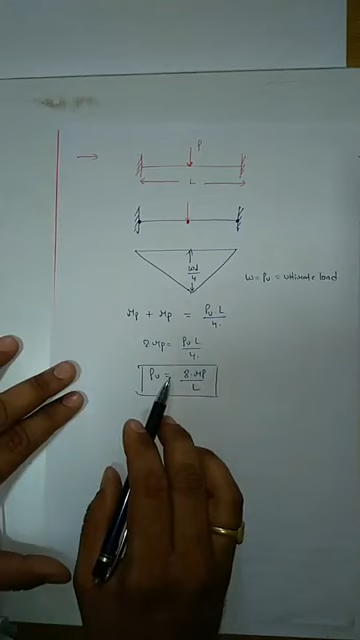 P
L
wl/4
w = Pu = ultimate load
Mp + Mp = PuL/4.
2.Mp = PuL/4.
Pu = 8.Mp/L